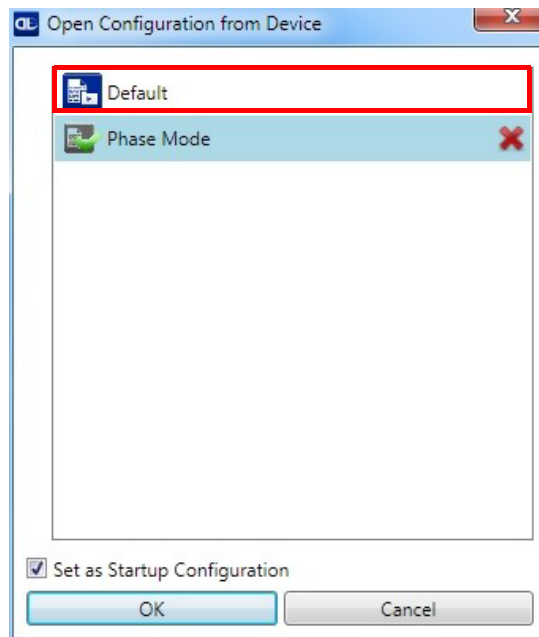 Open Configuration from Device
Default
Phase Mode
Set as Startup Configuration
OK
Cancel